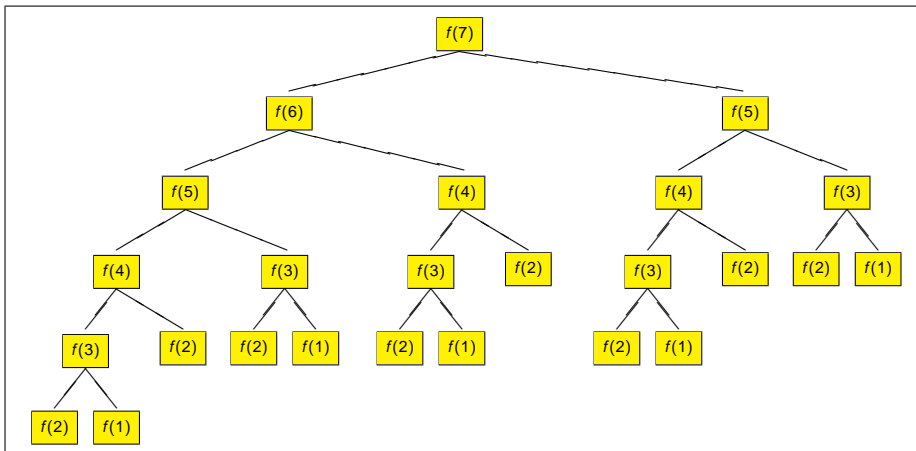 f(7)
f(6) f(5)
f(5) f(4) f(4) f(3)
f(4) f(3) f(3) f(2) f(3) f(2) f(2) f(1)
f(3) f(2) f(2) f(1) f(2) f(1) f(2) f(1)
f(2) f(1)